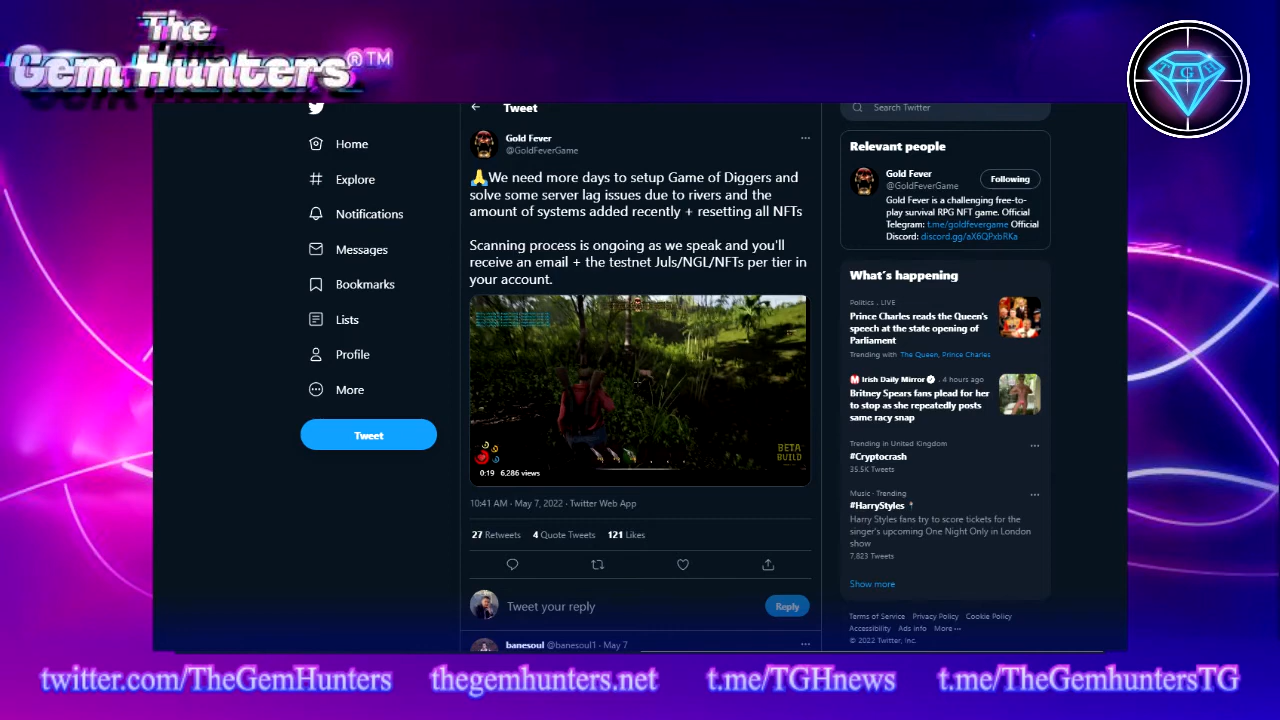 The
Gem Hunters®™
T G H
Tweet
Search Twitter
Home
Explore
Notifications
Messages
Bookmarks
Lists
Profile
More
Tweet
Gold Fever
@GoldFeverGame
🙏We need more days to setup Game of Diggers and
solve some server lag issues due to rivers and the
amount of systems added recently + resetting all NFTs
Scanning process is ongoing as we speak and you'll
receive an email + the testnet Juls/NGL/NFTs per tier in
your account.
BETA
BUILD
0:19 6,286 views
10:41 AM · May 7, 2022 · Twitter Web App
27 Retweets 4 Quote Tweets 121 Likes
Tweet your reply
Reply
banesoul @banesoul1 · May 7
Relevant people
Gold Fever
@GoldFeverGame
Following
Gold Fever is a challenging free-to-
play survival RPG NFT game. Official
Telegram: t.me/goldfevergame Official
Discord: discord.gg/aX6QPxbRKa
What's happening
Politics . LIVE
Prince Charles reads the Queen's
speech at the state opening of
Parliament
Trending with The Queen, Prince Charles
Irish Daily Mirror . 4 hours ago
Britney Spears fans plead for her
to stop as she repeatedly posts
same racy snap
Trending in United Kingdom
#Cryptocrash
35.5K Tweets
Music · Trending
#HarryStyles
Harry Styles fans try to score tickets for the
singer's upcoming One Night Only in London
show
7,823 Tweets
Show more
Terms of Service Privacy Policy Cookie Policy
Accessibility Ads info More ···
© 2022 Twitter, Inc.
twitter.com/TheGemHunters thegemhunters.net t.me/TGHnews t.me/TheGemhuntersTG